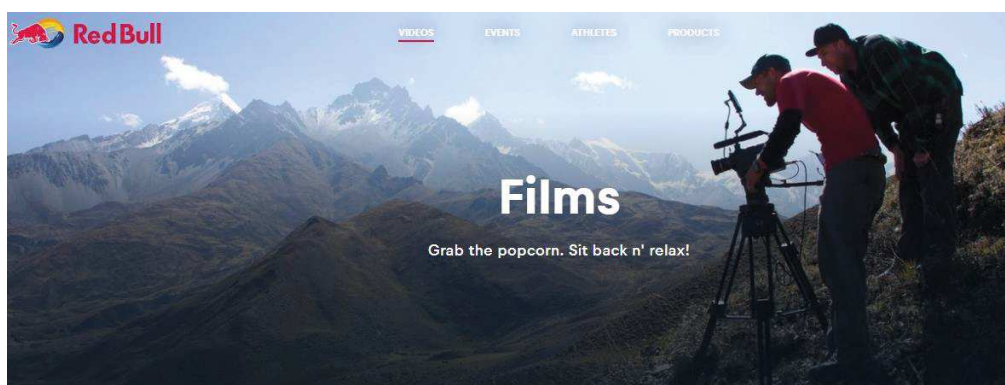 Red Bull
VIDEOS EVENTS ATHLETES PRODUCTS
Films
Grab the popcorn. Sit back n' relax!